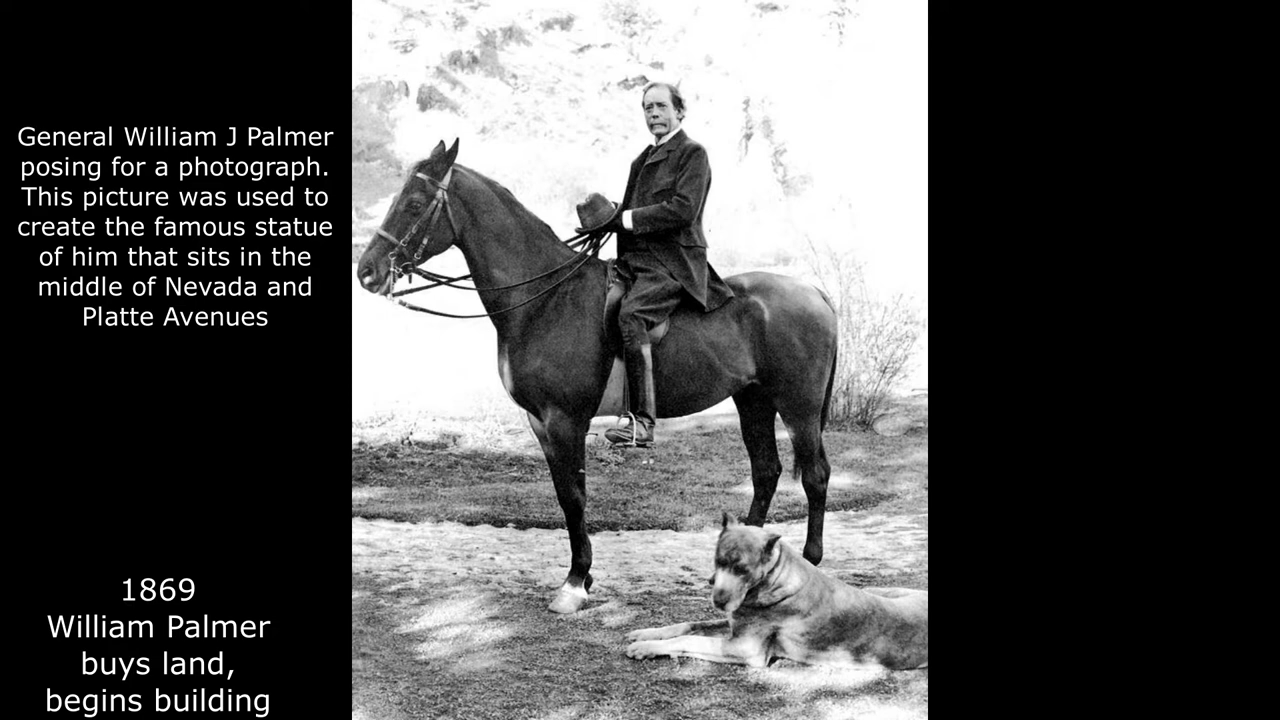 General William J Palmer
posing for a photograph.
This picture was used to
create the famous statue
of him that sits in the
middle of Nevada and
Platte Avenues
1869
William Palmer
buys land,
begins building